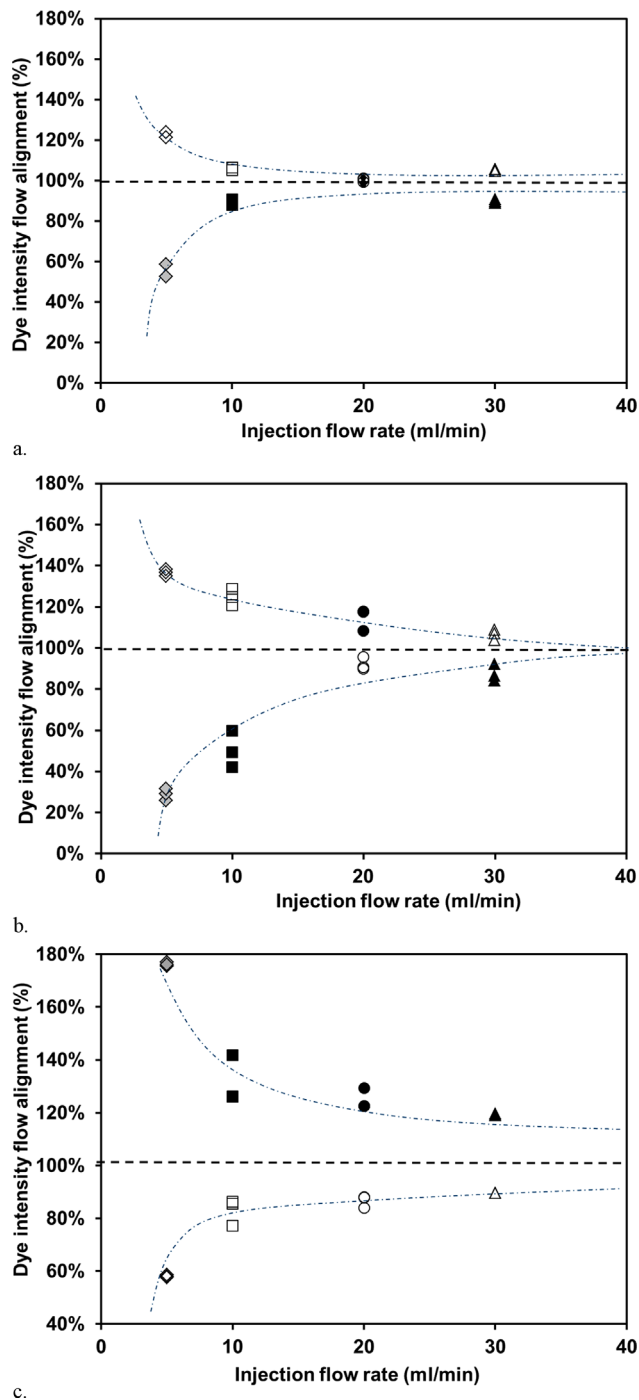 180%
160%
140%
120%
100%
80%
60%
40%
20%
0%
Dye intensity flow alignment (%)
0 10 20 30 40
Injection flow rate (ml/min)
a.
180%
160%
140%
120%
100%
80%
60%
40%
20%
0%
Dye intensity flow alignment (%)
0 10 20 30 40
Injection flow rate (ml/min)
b.
180%
160%
140%
120%
100%
80%
60%
40%
Dye intensity flow alignment (%)
0 10 20 30 40
Injection flow rate (ml/min)
c.